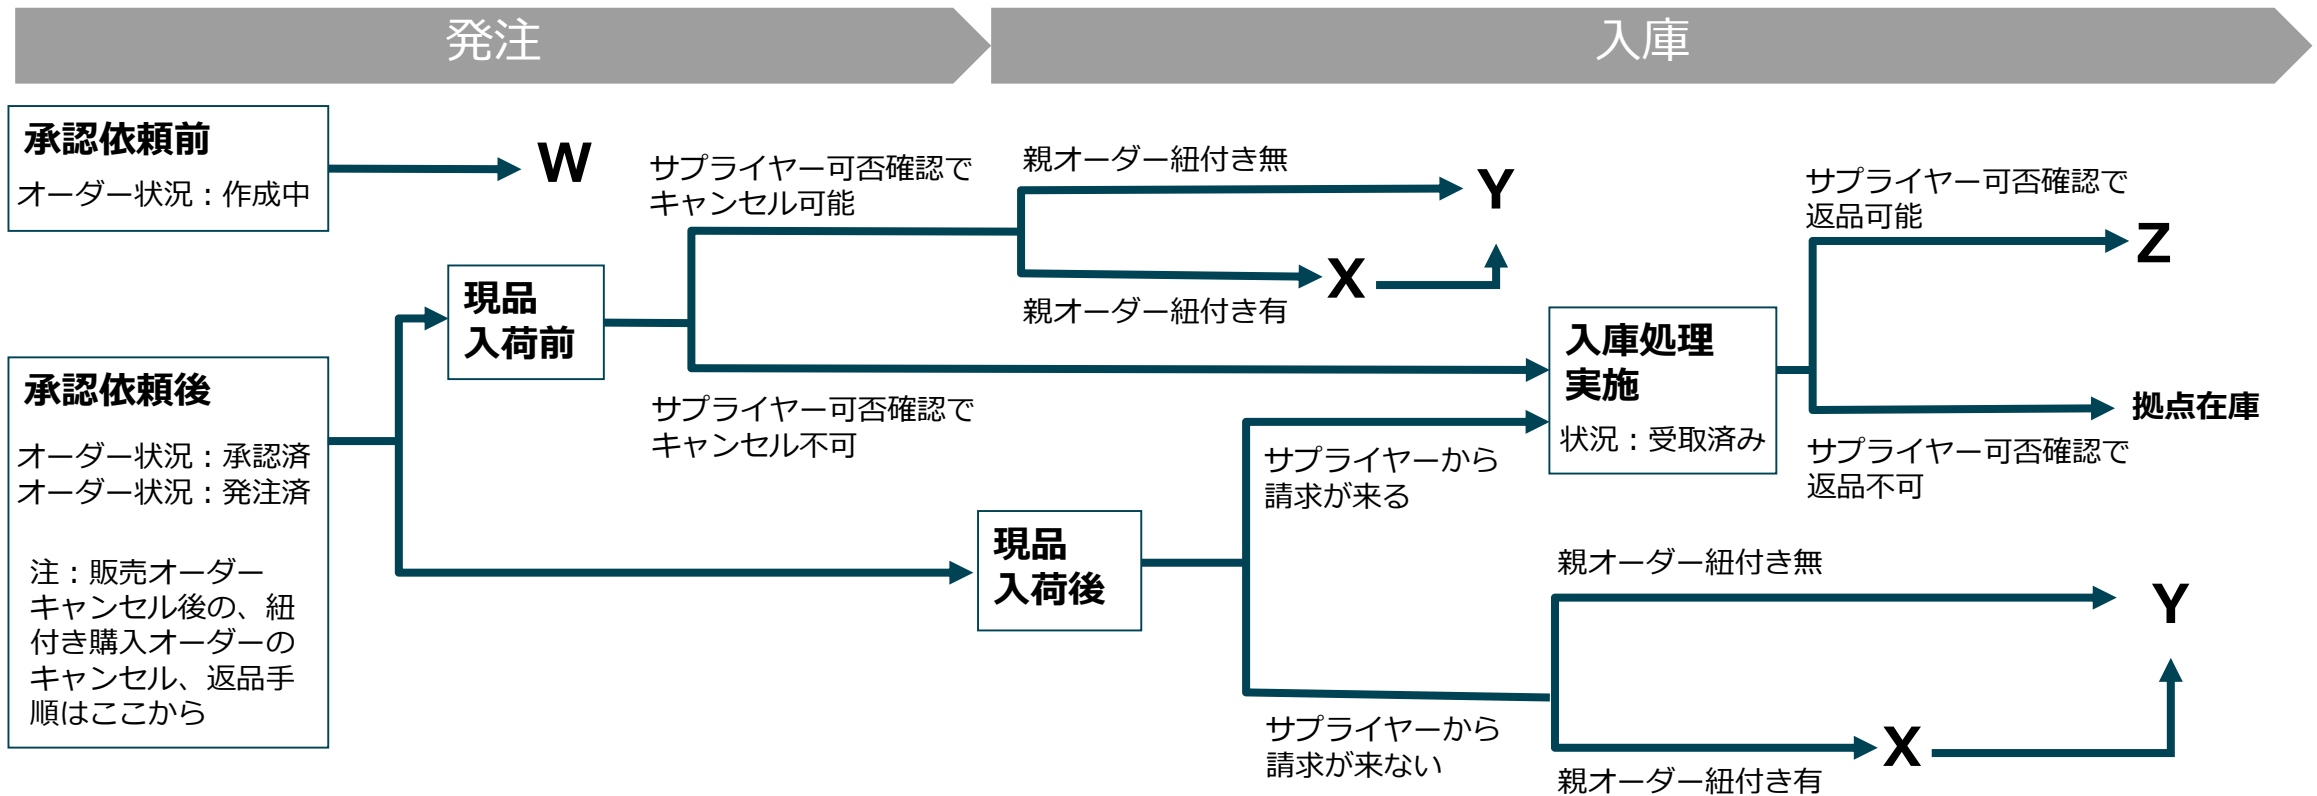 発注
入庫
承認依頼前
オーダー状況：作成中
W
サプライヤー可否確認で
キャンセル可能
親オーダー紐付き無
Y
親オーダー紐付き有
X
現品
入荷前
サプライヤー可否確認で
キャンセル不可
承認依頼後
オーダー状況：承認済
オーダー状況：発注済
注：販売オーダー
キャンセル後の、紐
付き購入オーダーの
キャンセル、返品手
順はここから
現品
入荷後
サプライヤーから
請求が来る
サプライヤーから
請求が来ない
入庫処理
実施
状況：受取済み
サプライヤー可否確認で
返品可能
Z
拠点在庫
サプライヤー可否確認で
返品不可
親オーダー紐付き無
Y
親オーダー紐付き有
X